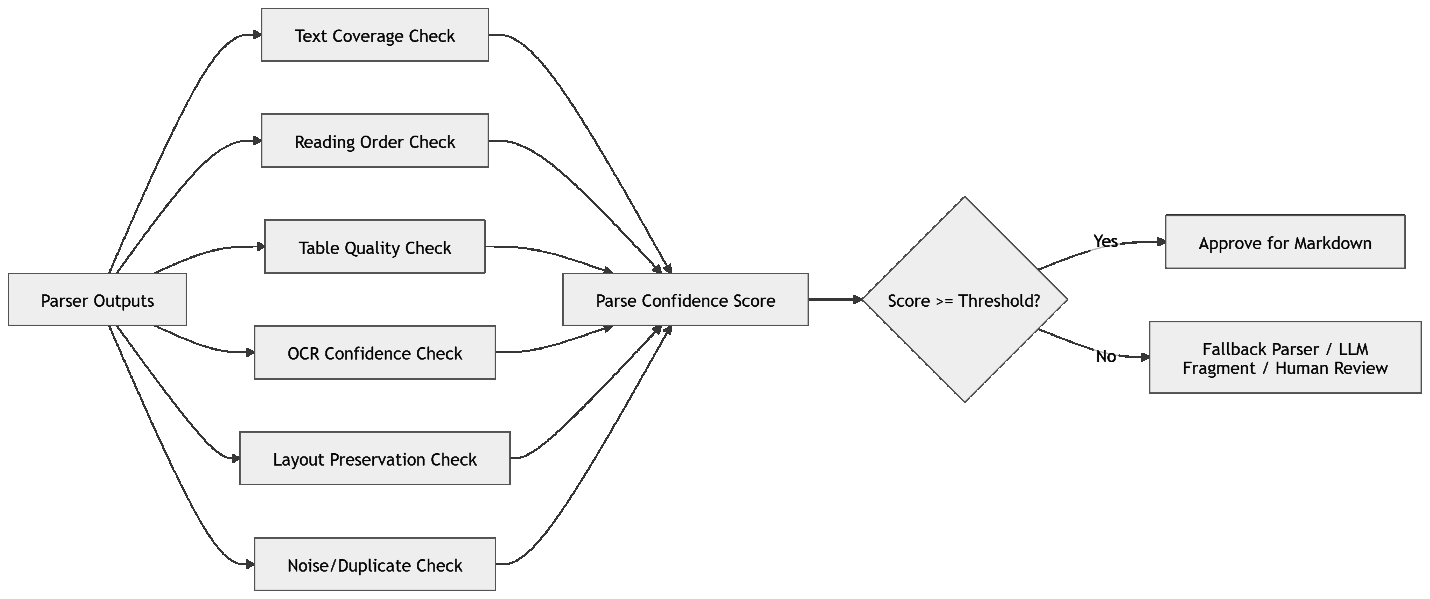 Parser Outputs
Text Coverage Check
Reading Order Check
Table Quality Check
OCR Confidence Check
Layout Preservation Check
Noise/Duplicate Check
Parse Confidence Score
Score >= Threshold?
Yes
Approve for Markdown
No
Fallback Parser / LLM
Fragment / Human Review